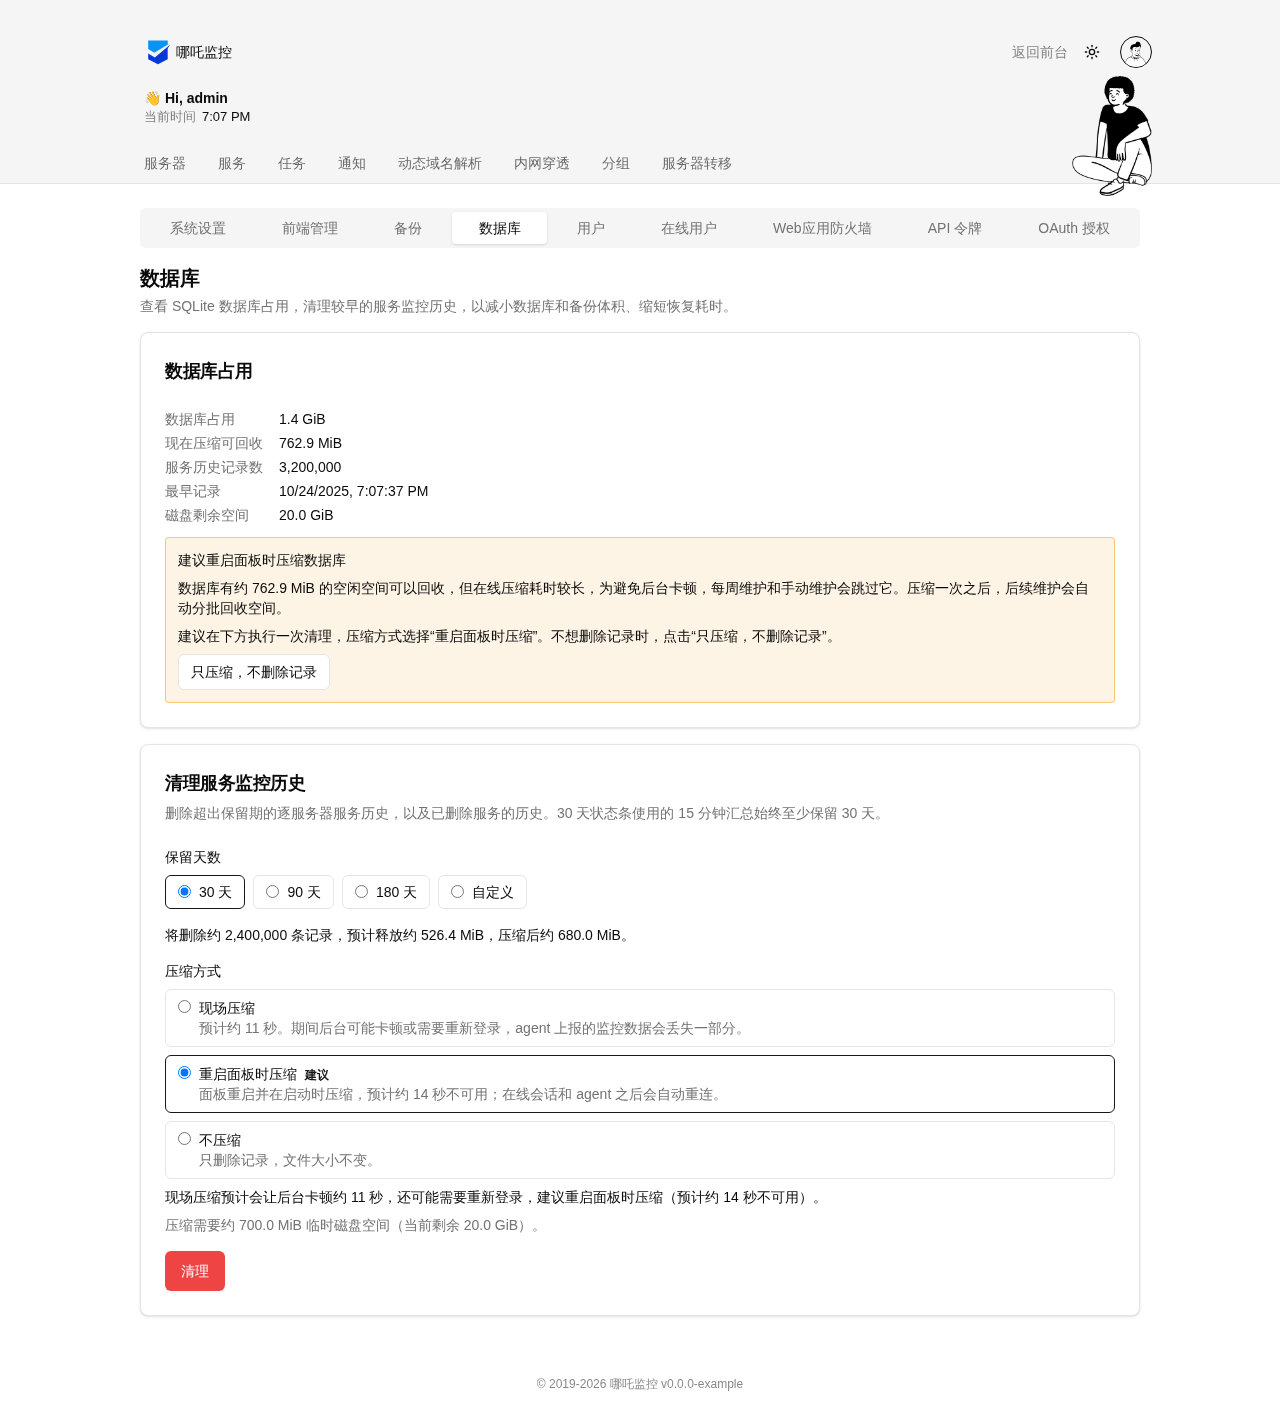 哪吒监控
返回前台
👋 Hi, admin
当前时间 7:07 PM
服务器 服务 任务 通知 动态域名解析 内网穿透 分组 服务器转移
系统设置 前端管理 备份 数据库 用户 在线用户 Web应用防火墙 API 令牌 OAuth 授权
数据库
查看 SQLite 数据库占用，清理较早的服务监控历史，以减小数据库和备份体积、缩短恢复耗时。
数据库占用
数据库占用 1.4 GiB
现在压缩可回收 762.9 MiB
服务历史记录数 3,200,000
最早记录 10/24/2025, 7:07:37 PM
磁盘剩余空间 20.0 GiB
建议重启面板时压缩数据库
数据库有约 762.9 MiB 的空闲空间可以回收，但在线压缩耗时较长，为避免后台卡顿，每周维护和手动维护会跳过它。压缩一次之后，后续维护会自
动分批回收空间。
建议在下方执行一次清理，压缩方式选择“重启面板时压缩”。不想删除记录时，点击“只压缩，不删除记录”。
只压缩，不删除记录
清理服务监控历史
删除超出保留期的逐服务器服务历史，以及已删除服务的历史。30 天状态条使用的 15 分钟汇总始终至少保留 30 天。
保留天数
30 天 90 天 180 天 自定义
将删除约 2,400,000 条记录，预计释放约 526.4 MiB，压缩后约 680.0 MiB。
压缩方式
现场压缩
预计约 11 秒。期间后台可能卡顿或需要重新登录，agent 上报的监控数据会丢失一部分。
重启面板时压缩 建议
面板重启并在启动时压缩，预计约 14 秒不可用；在线会话和 agent 之后会自动重连。
不压缩
只删除记录，文件大小不变。
现场压缩预计会让后台卡顿约 11 秒，还可能需要重新登录，建议重启面板时压缩（预计约 14 秒不可用）。
压缩需要约 700.0 MiB 临时磁盘空间（当前剩余 20.0 GiB）。
清理
© 2019-2026 哪吒监控 v0.0.0-example